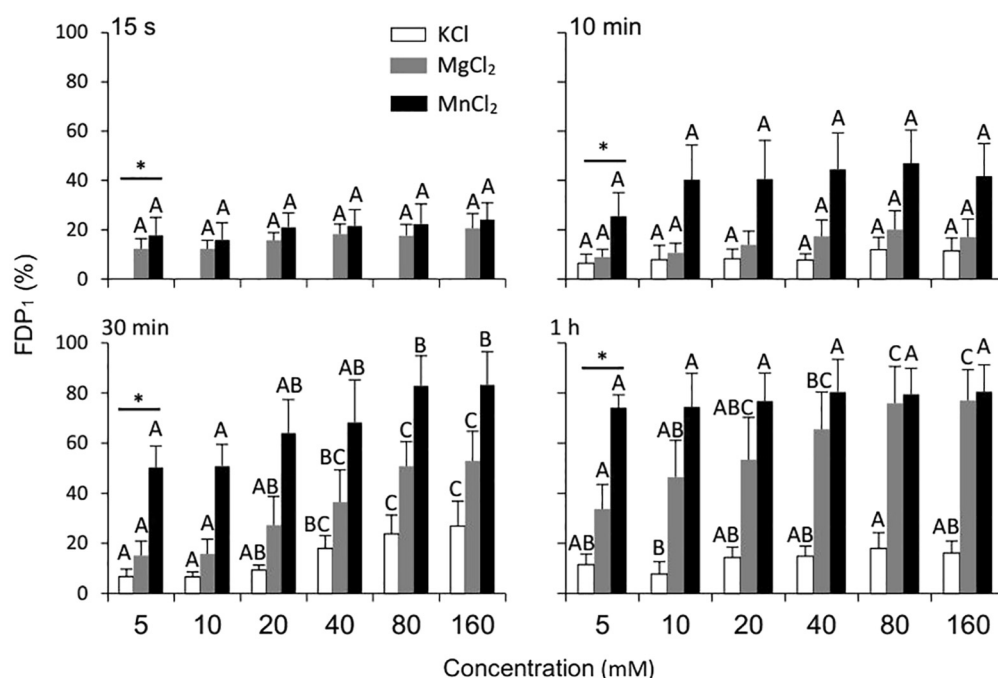 15 s
KCl
MgCl₂
MnCl₂
100
80
60
40
20
0
*
A A A A A A A A A A A A
10 min
*
A A A A A A A A A A A A A A A A A A
FDP₁ (%)
30 min
100
80
60
40
20
0
*
A A A A A A AB AB AB BC BC AB C C B C C B
1 h
*
AB A A B AB A AB ABC A AB BC A A C A AB C A
5 10 20 40 80 160
5 10 20 40 80 160
Concentration (mM)